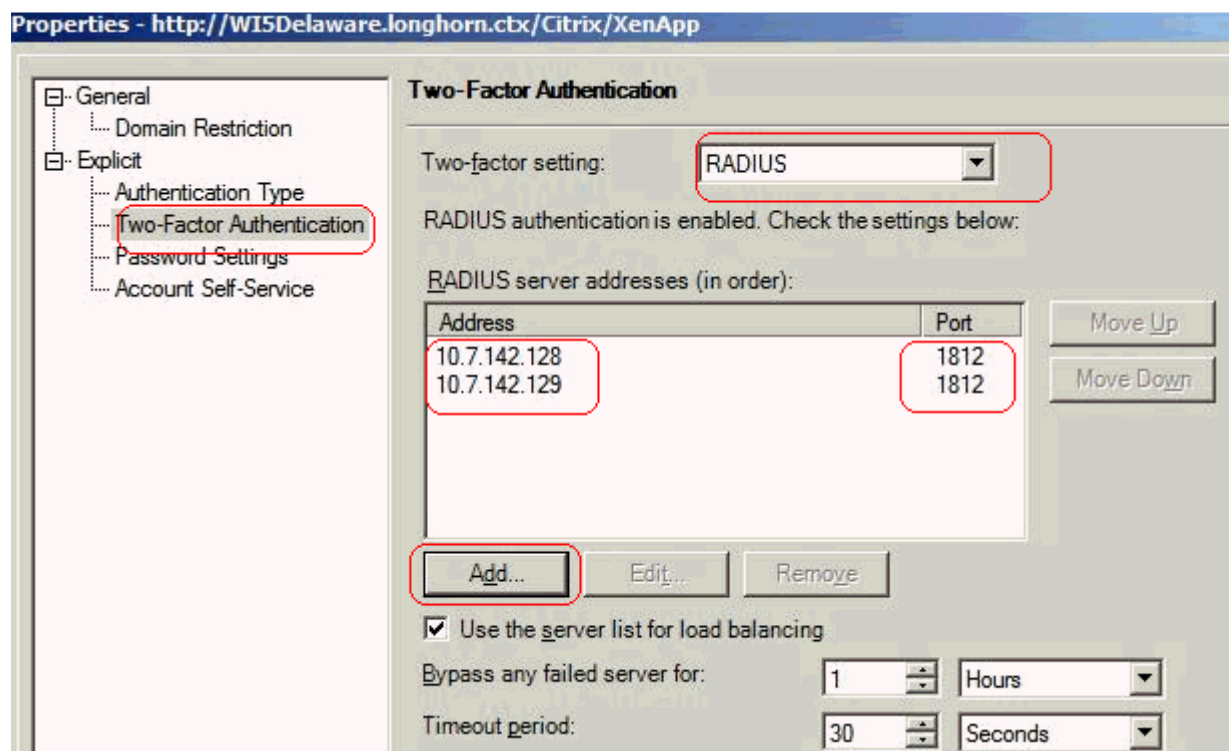 Properties - http://WI5Delaware.longhorn.ctx/Citrix/XenApp
General
Domain Restriction
Explicit
Authentication Type
Two-Factor Authentication
Password Settings
Account Self-Service
Two-Factor Authentication
Two-factor setting: RADIUS
RADIUS authentication is enabled. Check the settings below:
RADIUS server addresses (in order):
Address Port
10.7.142.128 1812
10.7.142.129 1812
Move Up
Move Down
Add... Edit... Remove
Use the server list for load balancing
Bypass any failed server for: 1 Hours
Timeout period: 30 Seconds